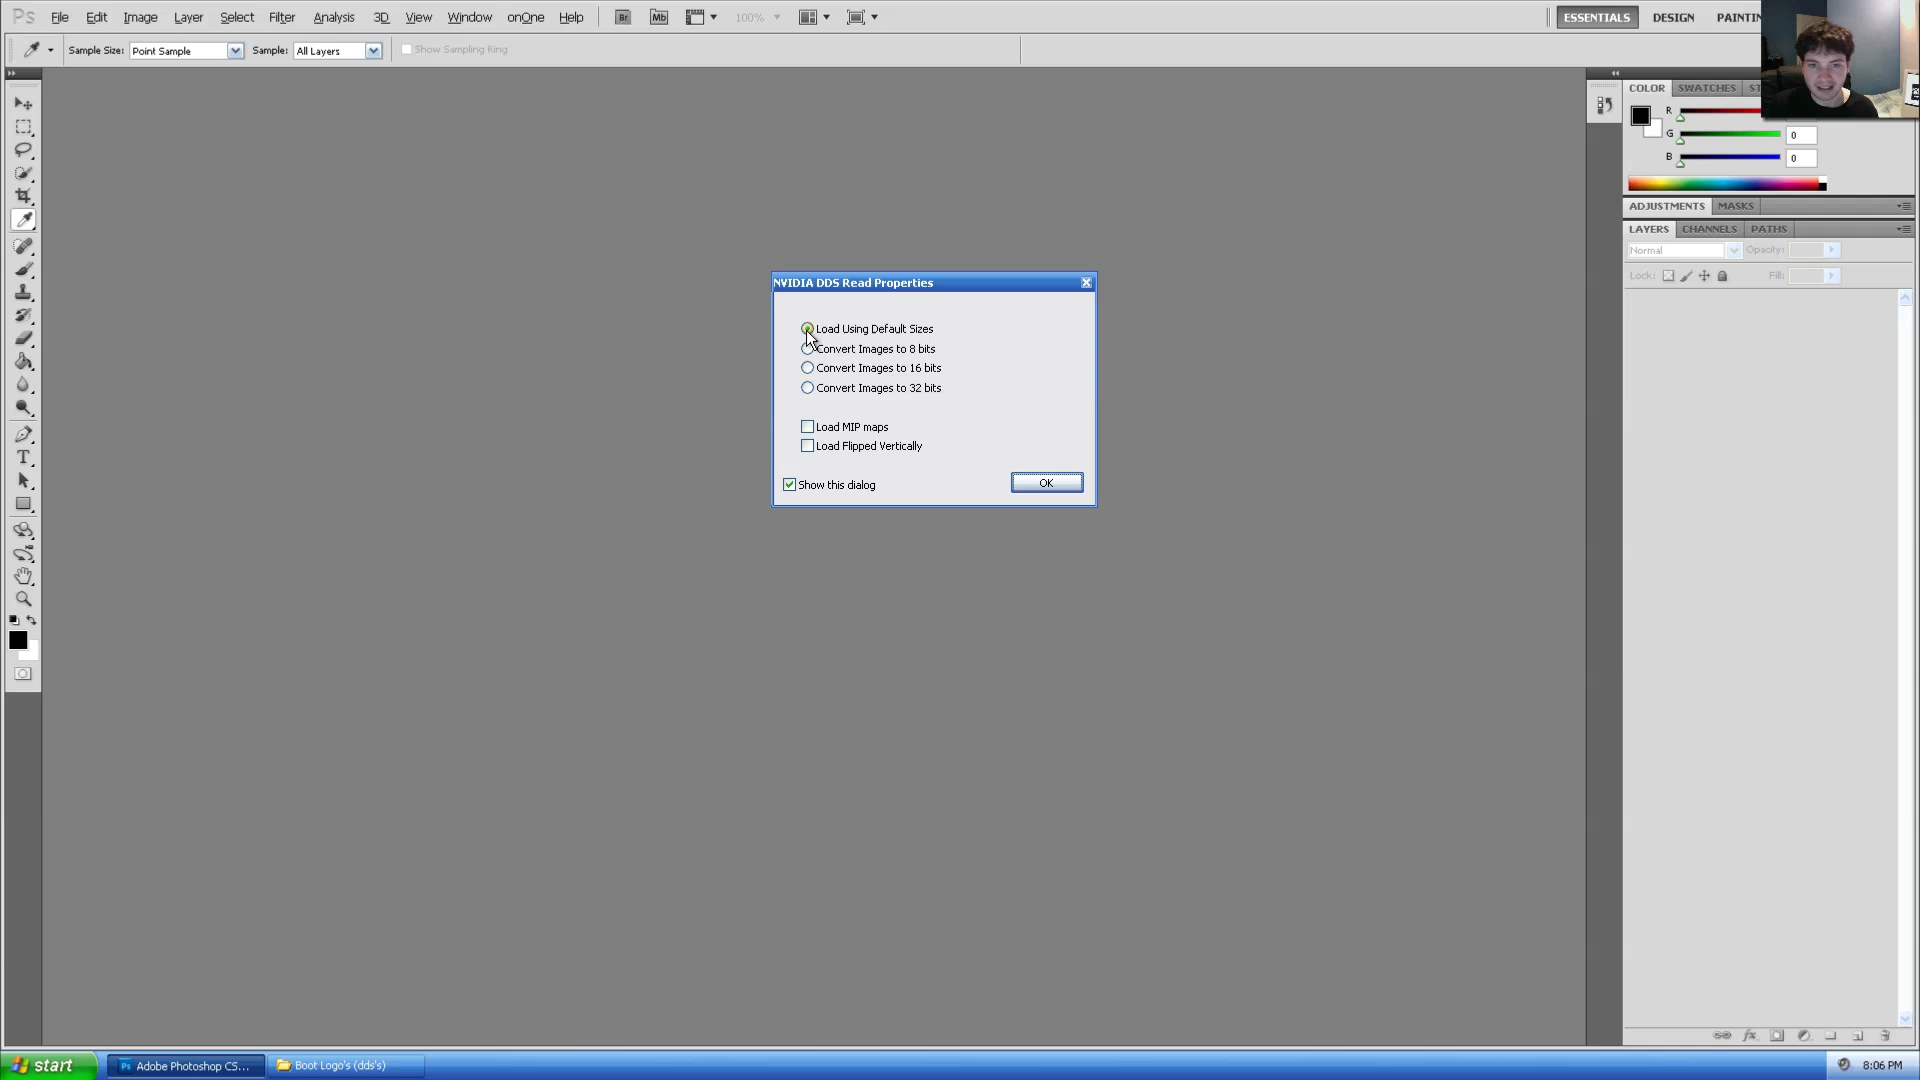 Ps File Edit Image Layer Select Filter Analysis 3D View Window onOne Help Br Mb 100% ESSENTIALS DESIGN
Sample Size: Point Sample Sample: All Layers Show Sampling Ring
COLOR SWATCHES
R
G 0
B 0
ADJUSTMENTS MASKS
LAYERS CHANNELS PATHS
Normal Opacity:
Lock: Fill:
NVIDIA DDS Read Properties
Load Using Default Sizes
Convert Images to 8 bits
Convert Images to 16 bits
Convert Images to 32 bits
Load MIP maps
Load Flipped Vertically
Show this dialog OK
T
fx
start Ps Adobe Photoshop CS... Boot Logo's (dds's) 8:06 PM